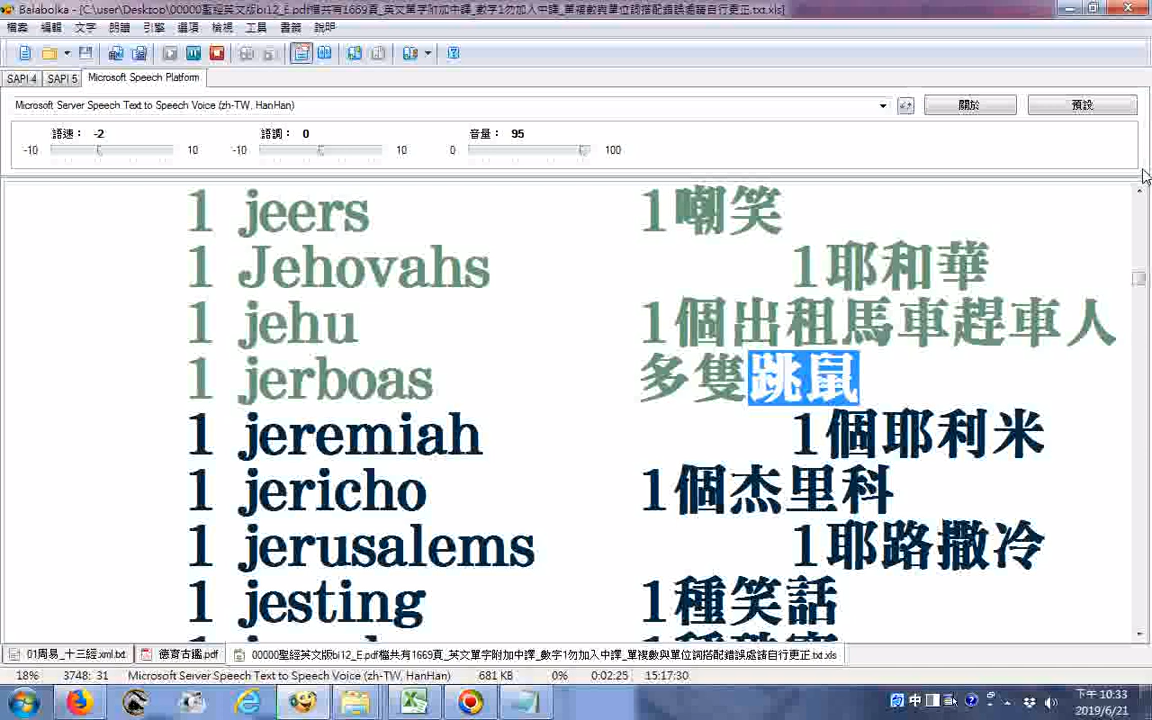 Balabolka - [C:\user\Desktop\00000聖經英文版bi12_E.pdf檔共有1669頁_英文單字附加中譯_數字1勿加入中譯_單複數與單位詞搭配錯誤處請自行更正.txt.xls]
檔案 編輯 文字 朗讀 引擎 選項 檢視 工具 書籤 說明
SAPI 4 SAPI 5 Microsoft Speech Platform
Microsoft Server Speech Text to Speech Voice (zh-TW, HanHan) 關於 預設
語速： -2 語調： 0 音量： 95
-10 10 -10 10 0 100
1 jeers 1嘲笑
1 Jehovahs 1耶和華
1 jehu 1個出租馬車趕車人
1 jerboas 多隻跳鼠
1 jeremiah 1個耶利米
1 jericho 1個杰里科
1 jerusalems 1耶路撒冷
1 jesting 1種笑話
01周易_十三經.xml.txt 德育古鑑.pdf 00000聖經英文版bi12_E.pdf檔共有1669頁_英文單字附加中譯_數字1勿加入中譯_單複數與單位詞搭配錯誤處請自行更正.txt.xls
18% 3748: 31 Microsoft Server Speech Text to Speech Voice (zh-TW, HanHan) 681 KB 0% 0:02:25 15:17:30
中 下午 10:33
2019/6/21